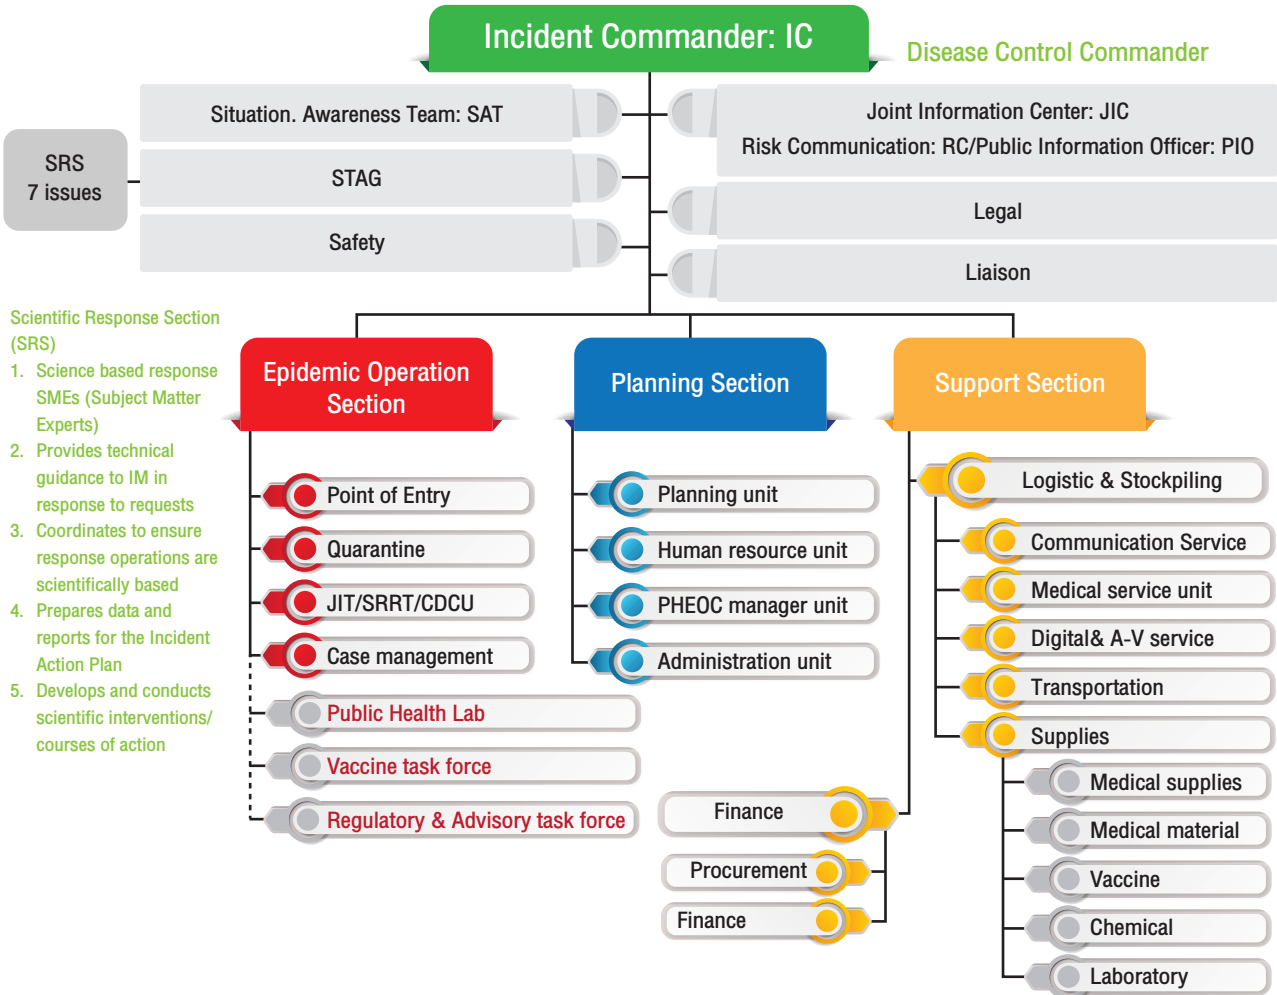 Incident Commander: IC
Disease Control Commander
Situation. Awareness Team: SAT
STAG
Safety
SRS
7 issues
Joint Information Center: JIC
Risk Communication: RC/Public Information Officer: PIO
Legal
Liaison
Scientific Response Section
(SRS)
1. Science based response
SMEs (Subject Matter
Experts)
2. Provides technical
guidance to IM in
response to requests
3. Coordinates to ensure
response operations are
scientifically based
4. Prepares data and
reports for the Incident
Action Plan
5. Develops and conducts
scientific interventions/
courses of action
Epidemic Operation
Section
Point of Entry
Quarantine
JIT/SRRT/CDCU
Case management
Public Health Lab
Vaccine task force
Regulatory & Advisory task force
Planning Section
Planning unit
Human resource unit
PHEOC manager unit
Administration unit
Support Section
Logistic & Stockpiling
Communication Service
Medical service unit
Digital& A-V service
Transportation
Supplies
Medical supplies
Medical material
Vaccine
Chemical
Laboratory
Finance
Procurement
Finance